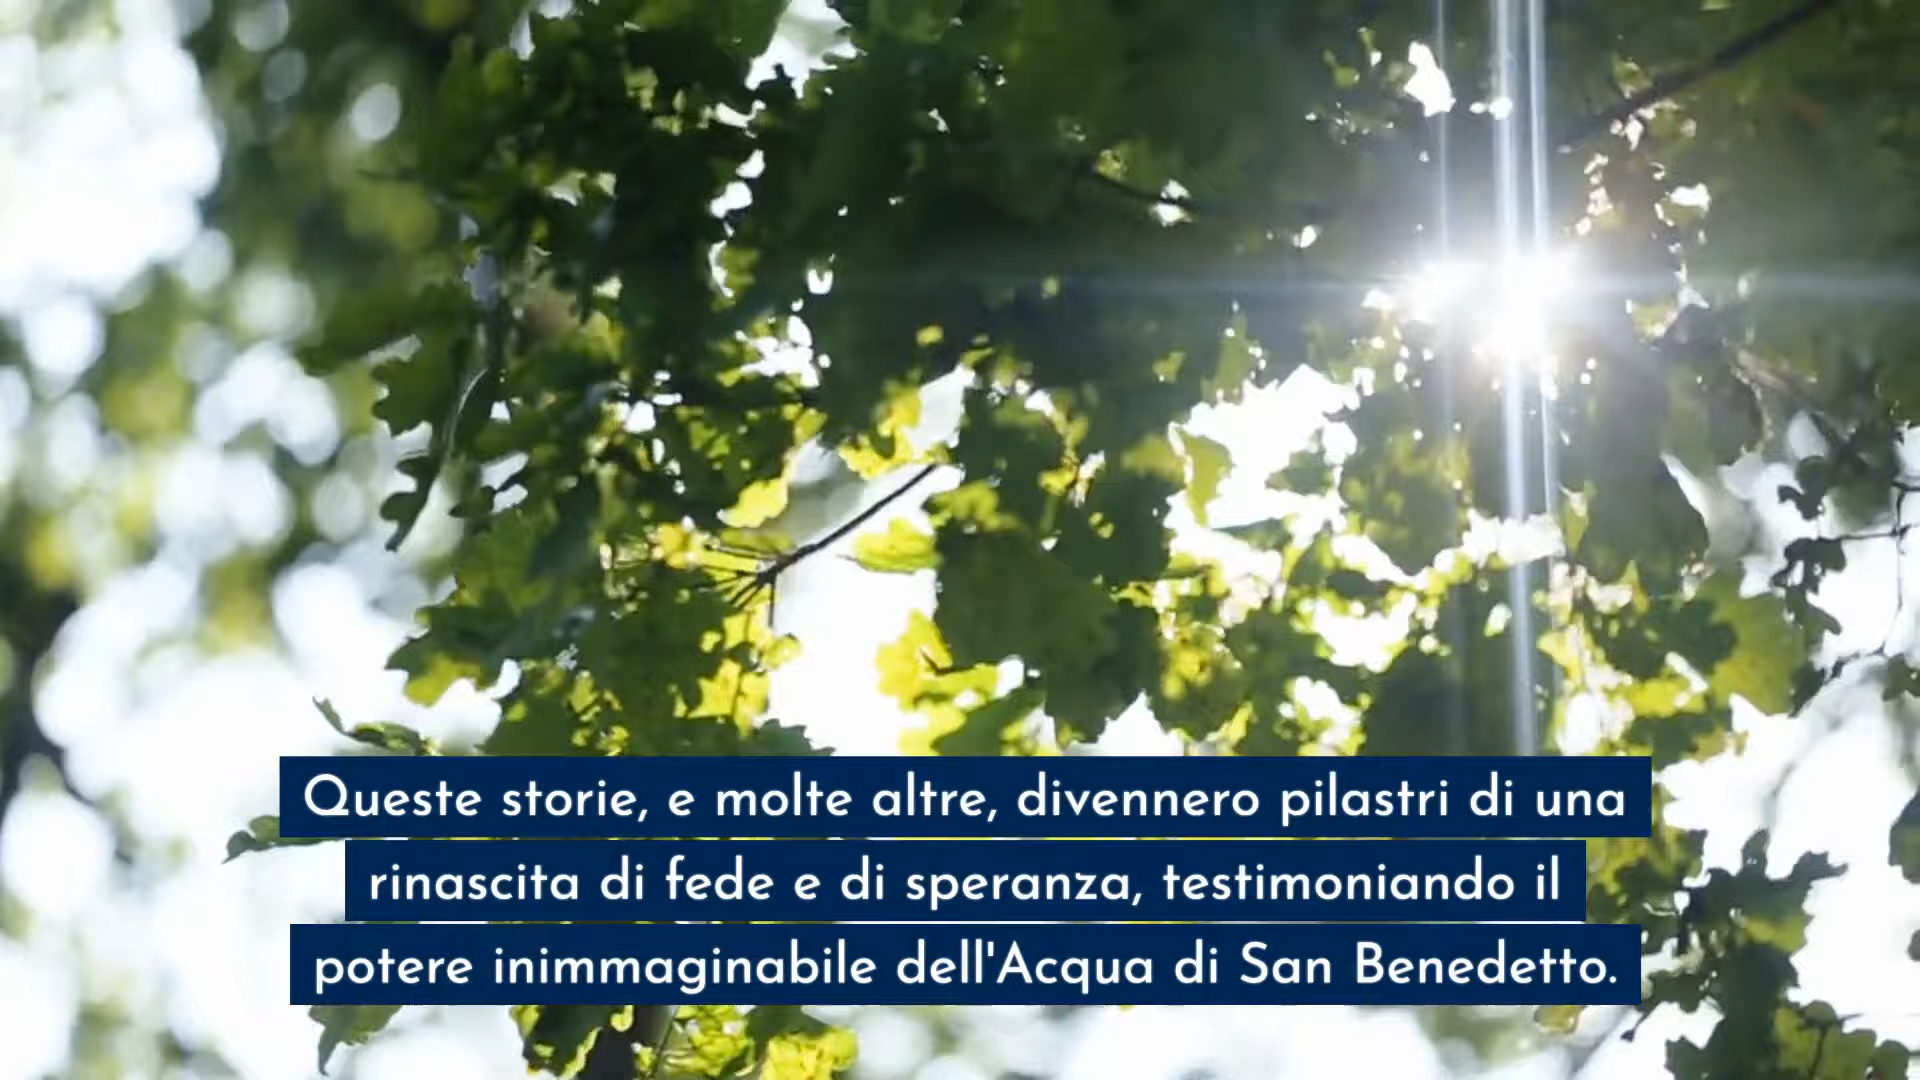 Queste storie, e molte altre, divennero pilastri di una
rinascita di fede e di speranza, testimoniando il
potere inimmaginabile dell'Acqua di San Benedetto.